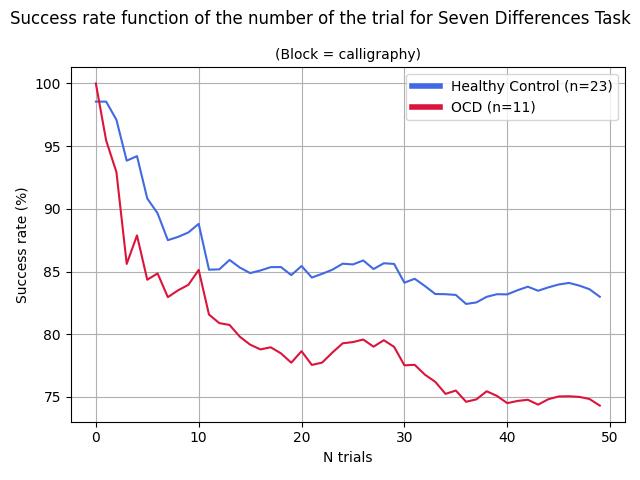 Success rate function of the number of the trial for Seven Differences Task
(Block = calligraphy)
Healthy Control (n=23)
OCD (n=11)
Success rate (%)
100
95
90
85
80
75
0 10 20 30 40 50
N trials